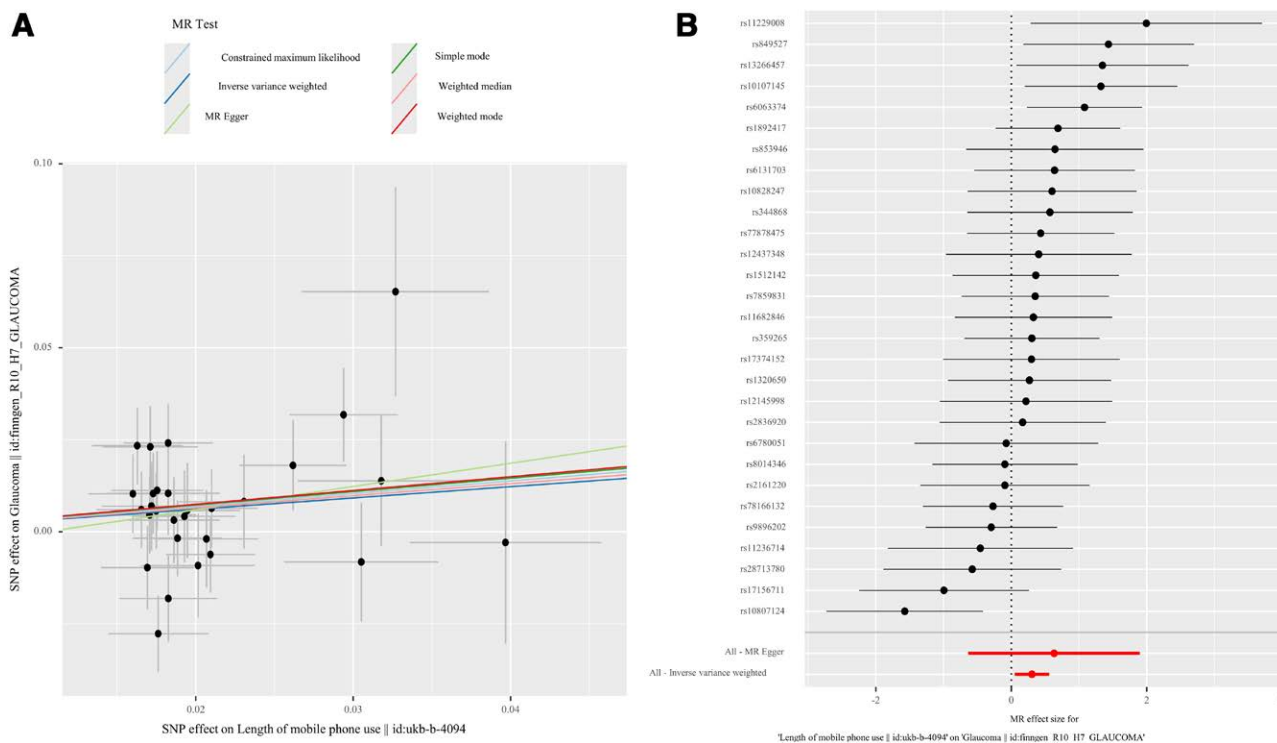 A
MR Test
Constrained maximum likelihood
Inverse variance weighted
MR Egger
Simple mode
Weighted median
Weighted mode
SNP effect on Glaucoma || id:finngen_R10_H7_GLAUCOMA
0.10
0.05
0.00
0.02
0.03
0.04
SNP effect on Length of mobile phone use || id:ukb-b-4094
B
rs11229008
rs849527
rs13266457
rs10107145
rs6063374
rs1892417
rs853946
rs6131703
rs10828247
rs344868
rs77878475
rs12437348
rs1512142
rs7859831
rs11682846
rs359265
rs17374152
rs1320650
rs12145998
rs2836920
rs6780051
rs8014346
rs2161220
rs78166132
rs9896202
rs11236714
rs28713780
rs17156711
rs10807124
All - MR Egger
All - Inverse variance weighted
-2
0
2
MR effect size for
'Length of mobile phone use || id:ukb-b-4094' on 'Glaucoma || id:finngen_R10_H7_GLAUCOMA'